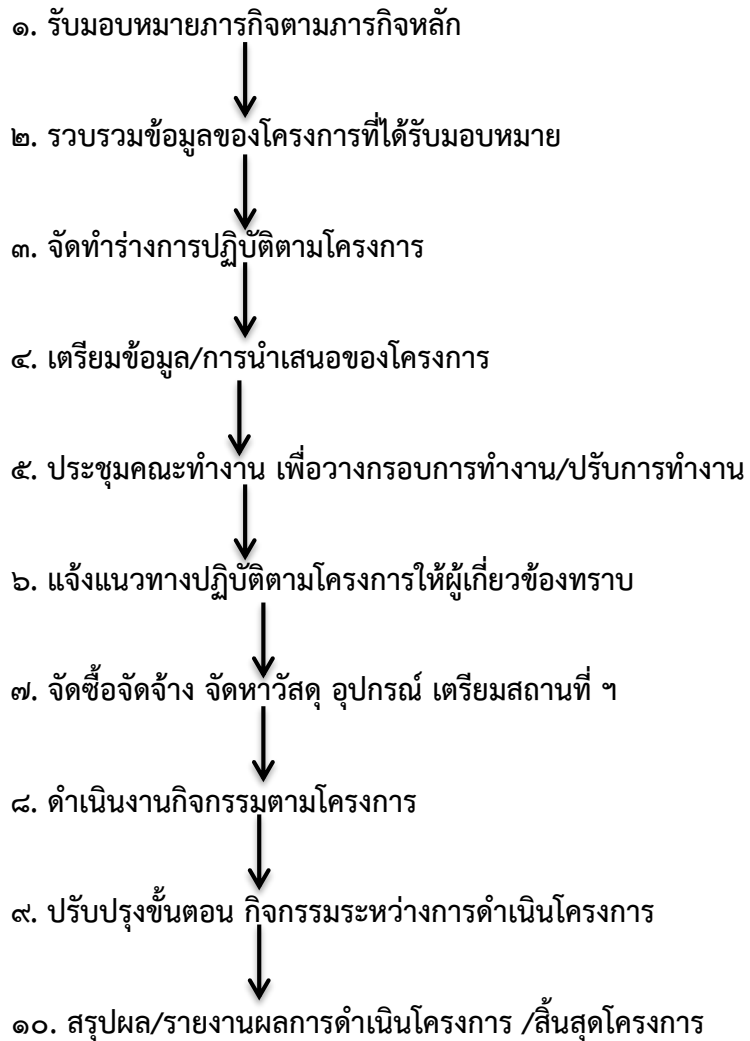 ๑. รับมอบหมายภารกิจตามภารกิจหลัก
๒. รวบรวมข้อมูลของโครงการที่ได้รับมอบหมาย
๓. จัดทำร่างการปฏิบัติตามโครงการ
๔. เตรียมข้อมูล/การนำเสนอของโครงการ
๕. ประชุมคณะทำงาน เพื่อวางกรอบการทำงาน/ปรับการทำงาน
๖. แจ้งแนวทางปฏิบัติตามโครงการให้ผู้เกี่ยวข้องทราบ
๗. จัดซื้อจัดจ้าง จัดหาวัสดุ อุปกรณ์ เตรียมสถานที่ ฯ
๘. ดำเนินงานกิจกรรมตามโครงการ
๙. ปรับปรุงขั้นตอน กิจกรรมระหว่างการดำเนินโครงการ
๑๐. สรุปผล/รายงานผลการดำเนินโครงการ /สิ้นสุดโครงการ